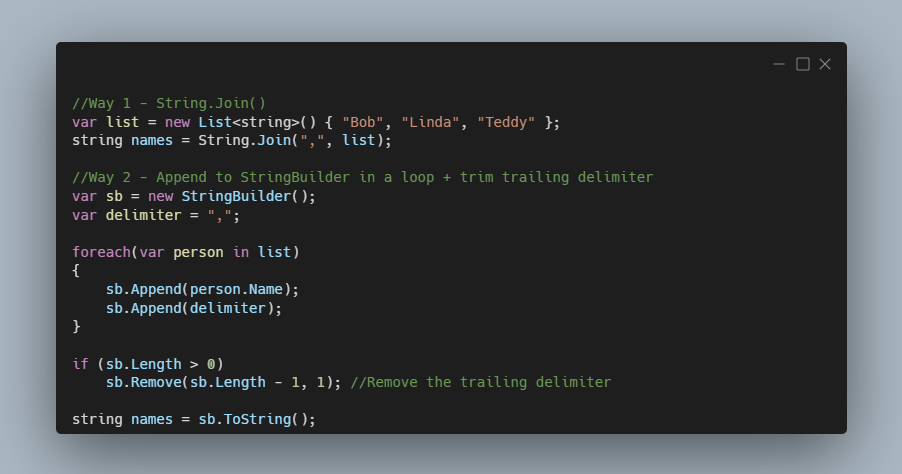 //Way 1 - String.Join()
var list = new List<string>() { "Bob", "Linda", "Teddy" };
string names = String.Join(",", list);
//Way 2 - Append to StringBuilder in a loop + trim trailing delimiter
var sb = new StringBuilder();
var delimiter = ",";
foreach(var person in list)
{
    sb.Append(person.Name);
    sb.Append(delimiter);
}
if (sb.Length > 0)
    sb.Remove(sb.Length - 1, 1); //Remove the trailing delimiter
string names = sb.ToString();